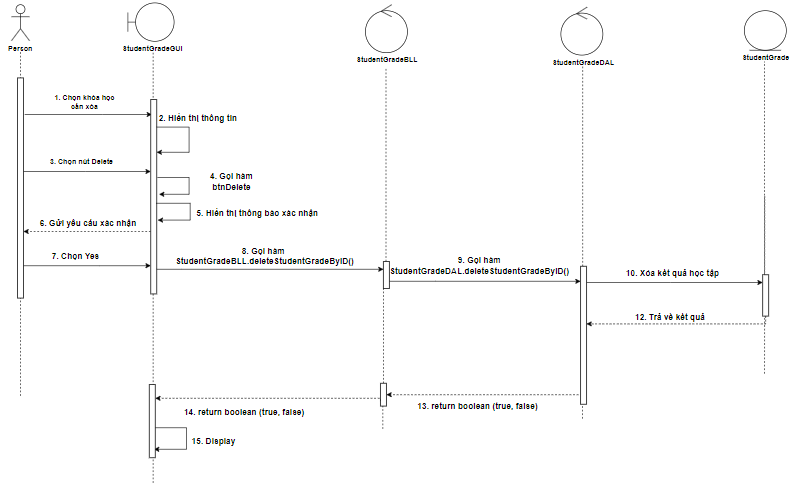 Person
StudentGradeGUI
StudentGradeBLL
StudentGradeDAL
StudentGrade
1. Chọn khóa học
cần xóa
2. Hiển thị thông tin
3. Chọn nút Delete
4. Gọi hàm
btnDelete
5. Hiển thị thông báo xác nhận
6. Gửi yêu cầu xác nhận
7. Chọn Yes
8. Gọi hàm
StudentGradeBLL.deleteStudentGradeByID()
9. Gọi hàm
StudentGradeDAL.deleteStudentGradeByID()
10. Xóa kết quả học tập
12. Trả về kết quả
13. return boolean (true, false)
14. return boolean (true, false)
15. Display